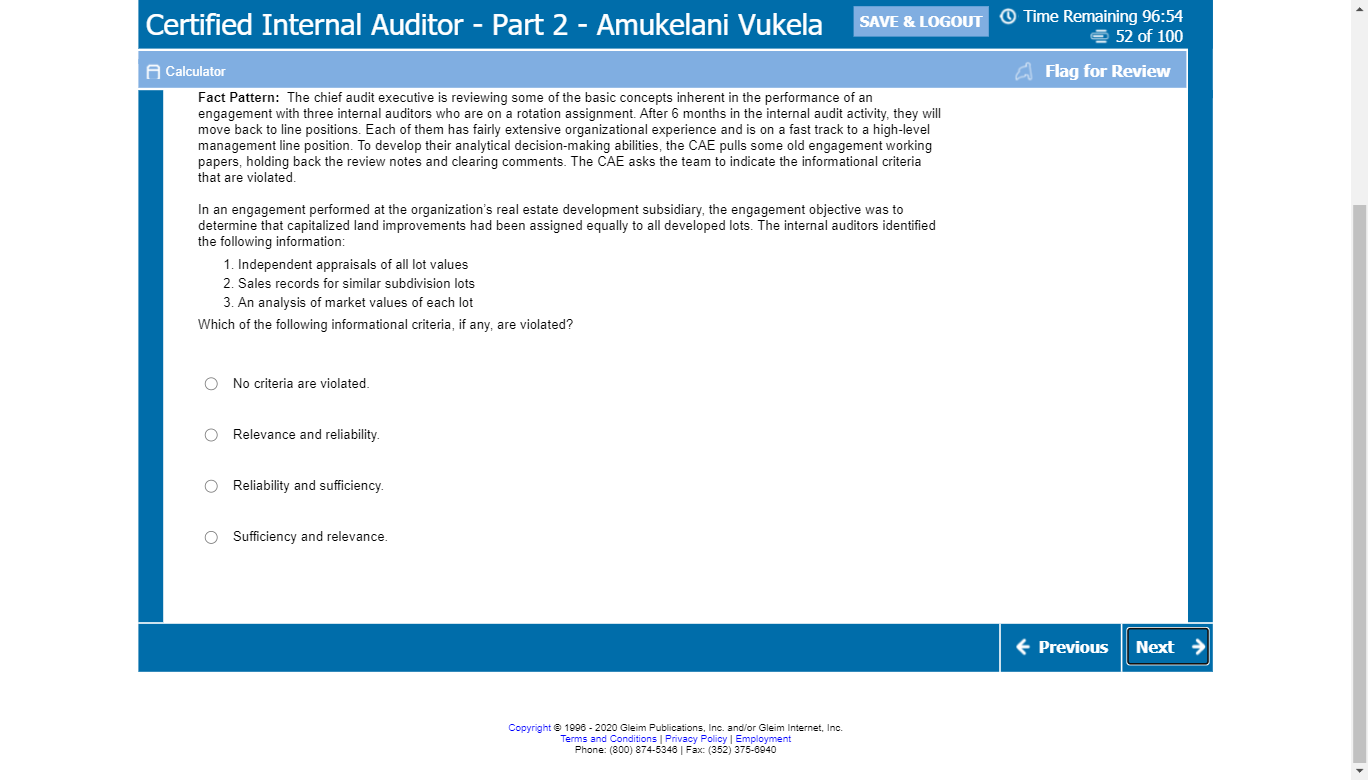 Certified Internal Auditor - Part 2 - Amukelani Vukela
SAVE & LOGOUT
Time Remaining 96:54
52 of 100
Calculator
Flag for Review
Fact Pattern: The chief audit executive is reviewing some of the basic concepts inherent in the performance of an
engagement with three internal auditors who are on a rotation assignment. After 6 months in the internal audit activity, they will
move back to line positions. Each of them has fairly extensive organizational experience and is on a fast track to a high-level
management line position. To develop their analytical decision-making abilities, the CAE pulls some old engagement working
papers, holding back the review notes and clearing comments. The CAE asks the team to indicate the informational criteria
that are violated.
In an engagement performed at the organization's real estate development subsidiary, the engagement objective was to
determine that capitalized land improvements had been assigned equally to all developed lots. The internal auditors identified
the following information:
1. Independent appraisals of all lot values
2. Sales records for similar subdivision lots
3. An analysis of market values of each lot
Which of the following informational criteria, if any, are violated?
No criteria are violated.
Relevance and reliability.
Reliability and sufficiency.
Sufficiency and relevance.
Previous
Next
Copyright © 1996 - 2020 Gleim Publications, Inc. and/or Gleim Internet, Inc.
Terms and Conditions | Privacy Policy | Employment
Phone: (800) 874-5346 | Fax: (352) 375-6940